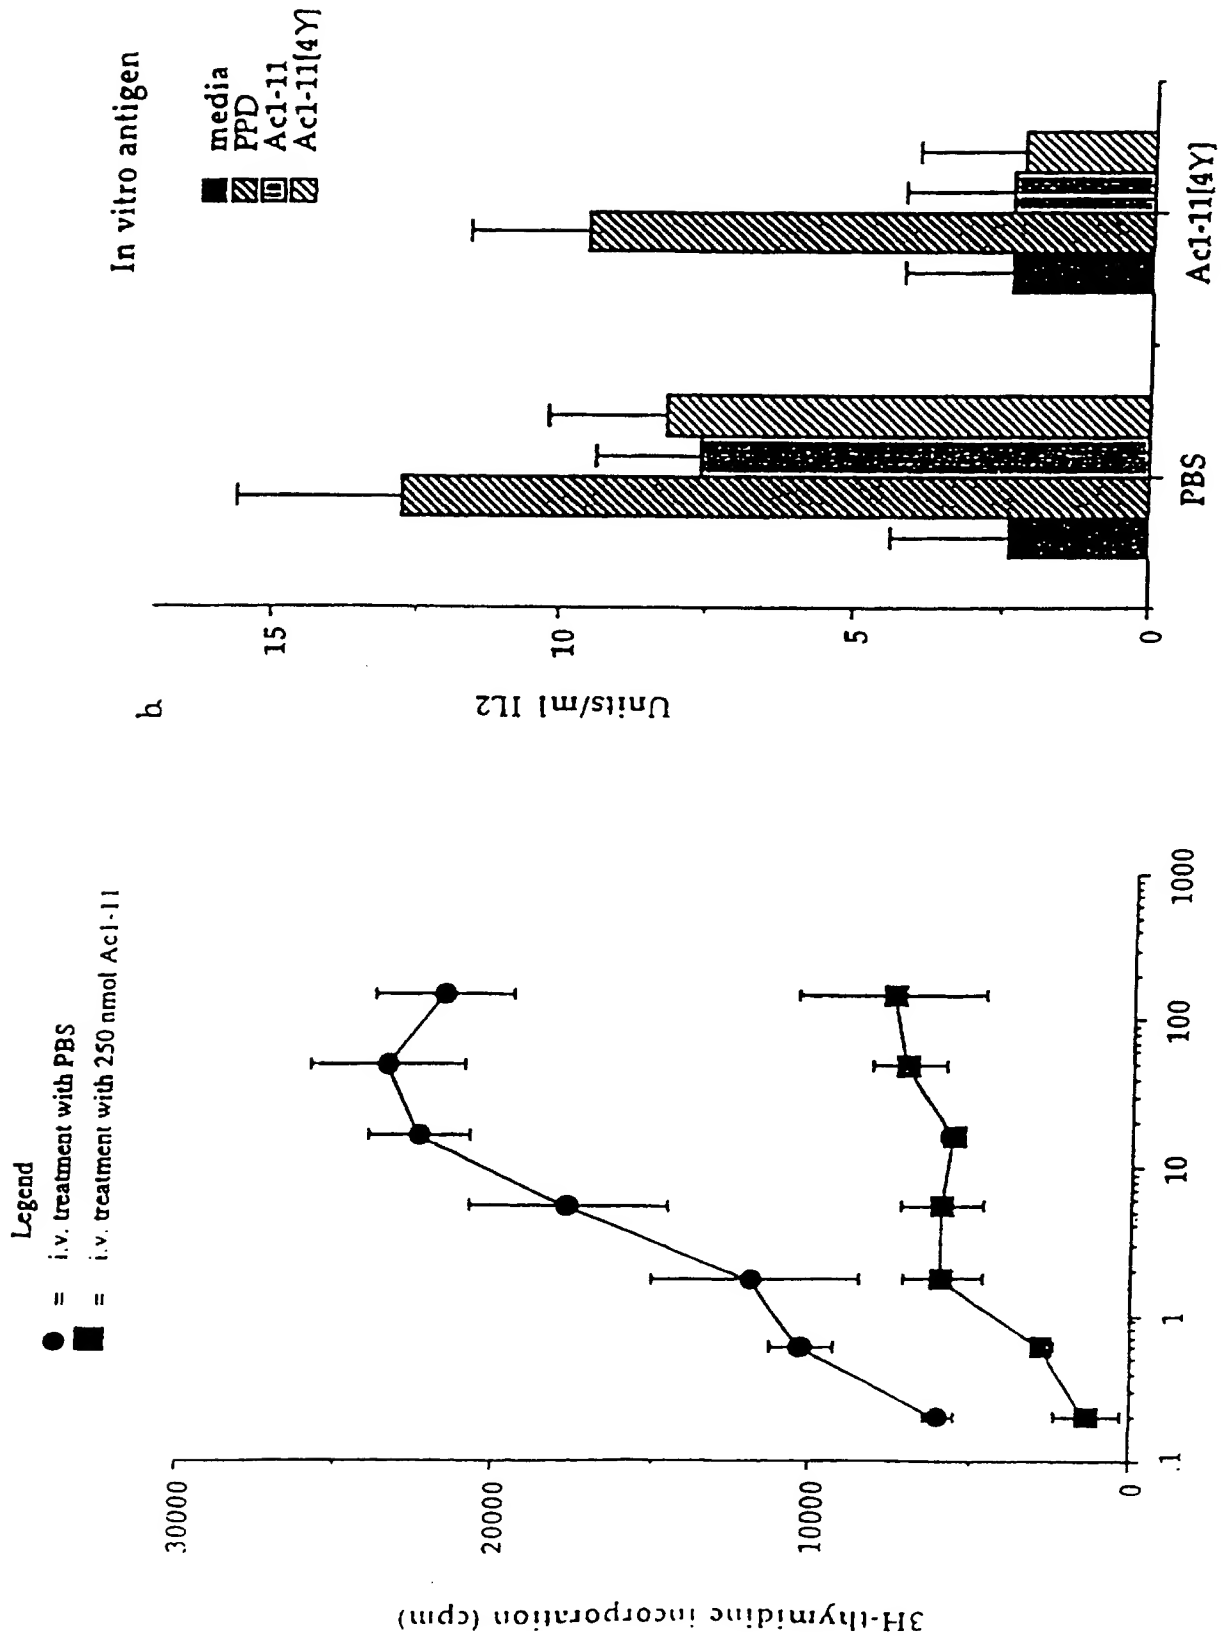 Legend
● = i.v. treatment with PBS
■ = i.v. treatment with 250 nmol Ac1-11
3H-thymidine incorporation (cpm)
30000
20000
10000
0
.1
1
10
100
1000
b
In vitro antigen
media
PPD
Ac1-11
Ac1-11[4Y]
Units/ml IL2
15
10
5
0
PBS
Ac1-11[4Y]